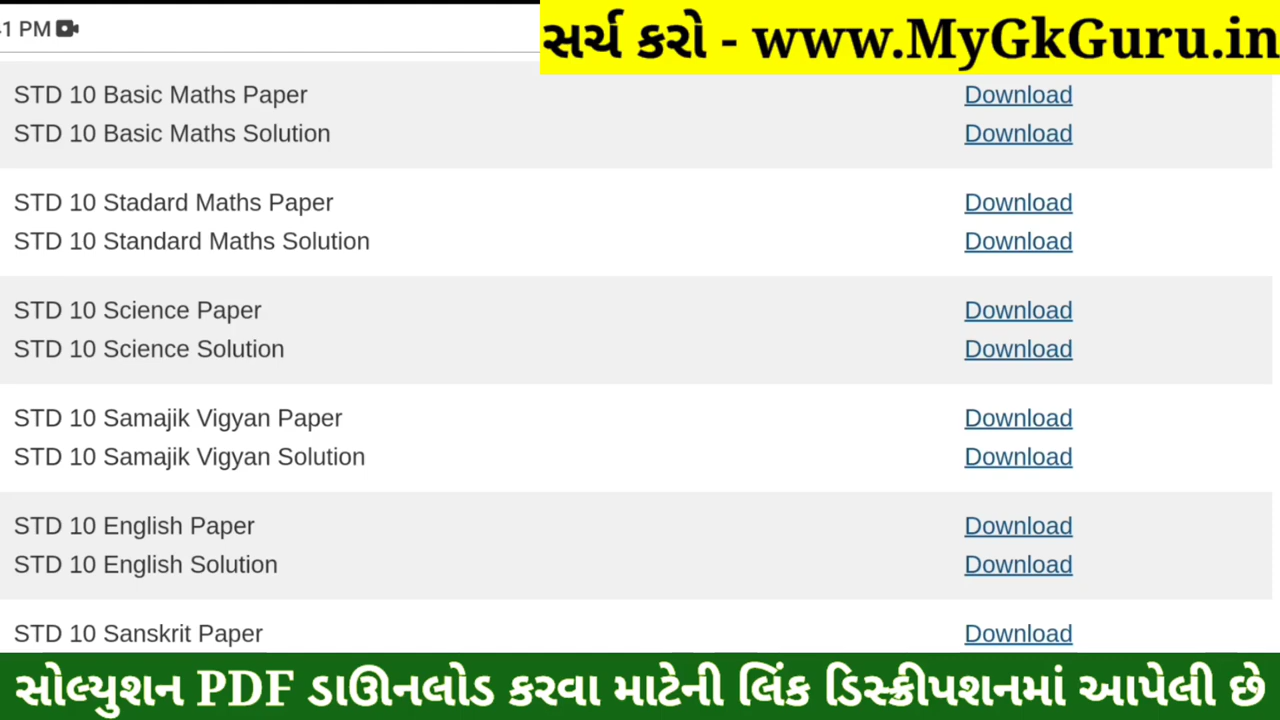 1 PM
સર્ચ કરો - www.MyGkGuru.in
STD 10 Basic Maths Paper Download
STD 10 Basic Maths Solution Download
STD 10 Stadard Maths Paper Download
STD 10 Standard Maths Solution Download
STD 10 Science Paper Download
STD 10 Science Solution Download
STD 10 Samajik Vigyan Paper Download
STD 10 Samajik Vigyan Solution Download
STD 10 English Paper Download
STD 10 English Solution Download
STD 10 Sanskrit Paper Download
સોલ્યુશન PDF ડાઊનલોડ કરવા માટેની લિંક ડિસ્ક્રીપશનમાં આપેલી છે